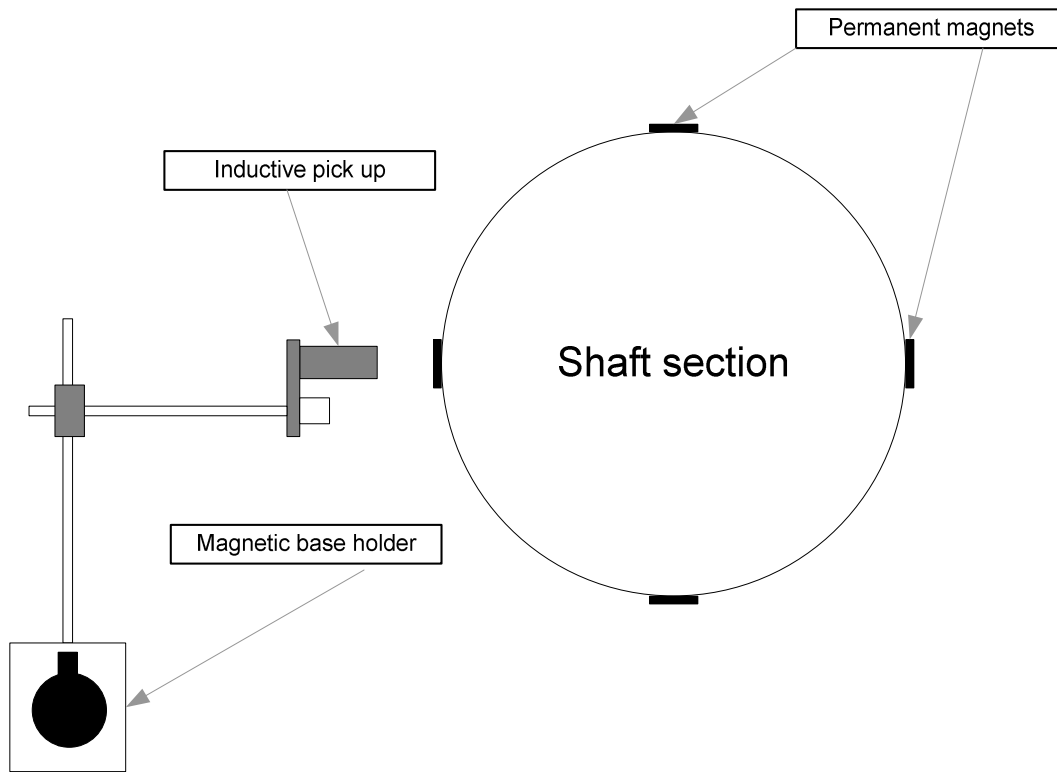 Permanent magnets
Inductive pick up
Shaft section
Magnetic base holder